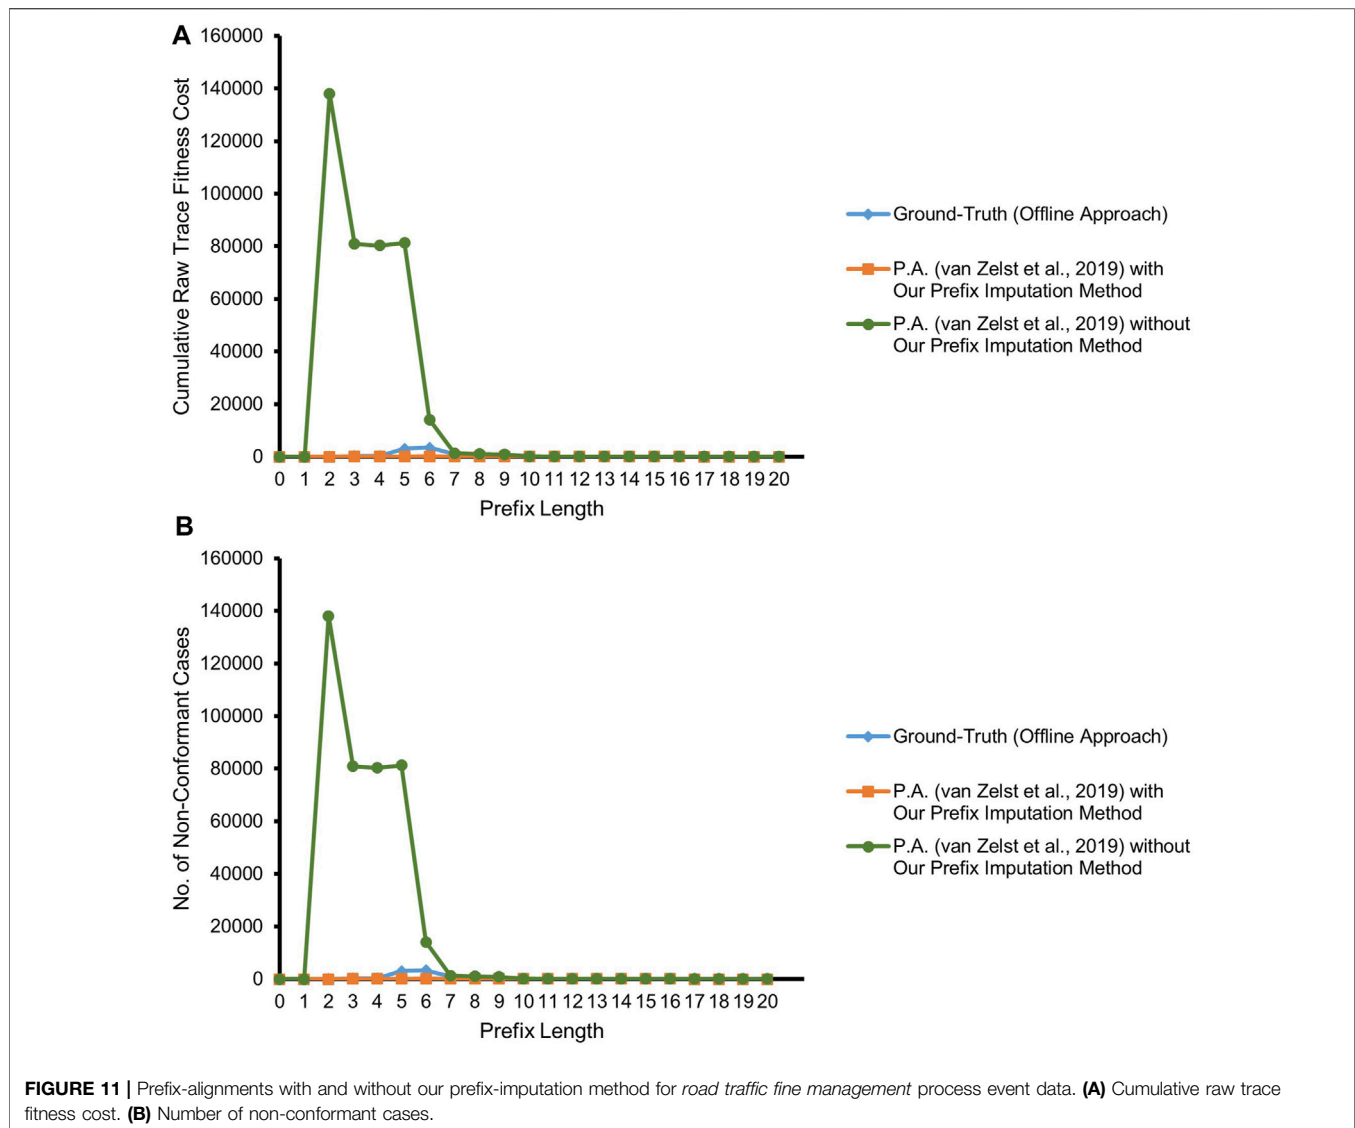 A
160000
140000
120000
100000
80000
60000
40000
20000
0
Cumulative Raw Trace Fitness Cost
0 1 2 3 4 5 6 7 8 9 10 11 12 13 14 15 16 17 18 19 20
Prefix Length
Ground-Truth (Offline Approach)
P.A. (van Zelst et al., 2019) with
Our Prefix Imputation Method
P.A. (van Zelst et al., 2019) without
Our Prefix Imputation Method
B
160000
140000
120000
100000
80000
60000
40000
20000
0
No. of Non-Conformant Cases
0 1 2 3 4 5 6 7 8 9 10 11 12 13 14 15 16 17 18 19 20
Prefix Length
Ground-Truth (Offline Approach)
P.A. (van Zelst et al., 2019) with
Our Prefix Imputation Method
P.A. (van Zelst et al., 2019) without
Our Prefix Imputation Method
FIGURE 11 | Prefix-alignments with and without our prefix-imputation method for road traffic fine management process event data. (A) Cumulative raw trace
fitness cost. (B) Number of non-conformant cases.